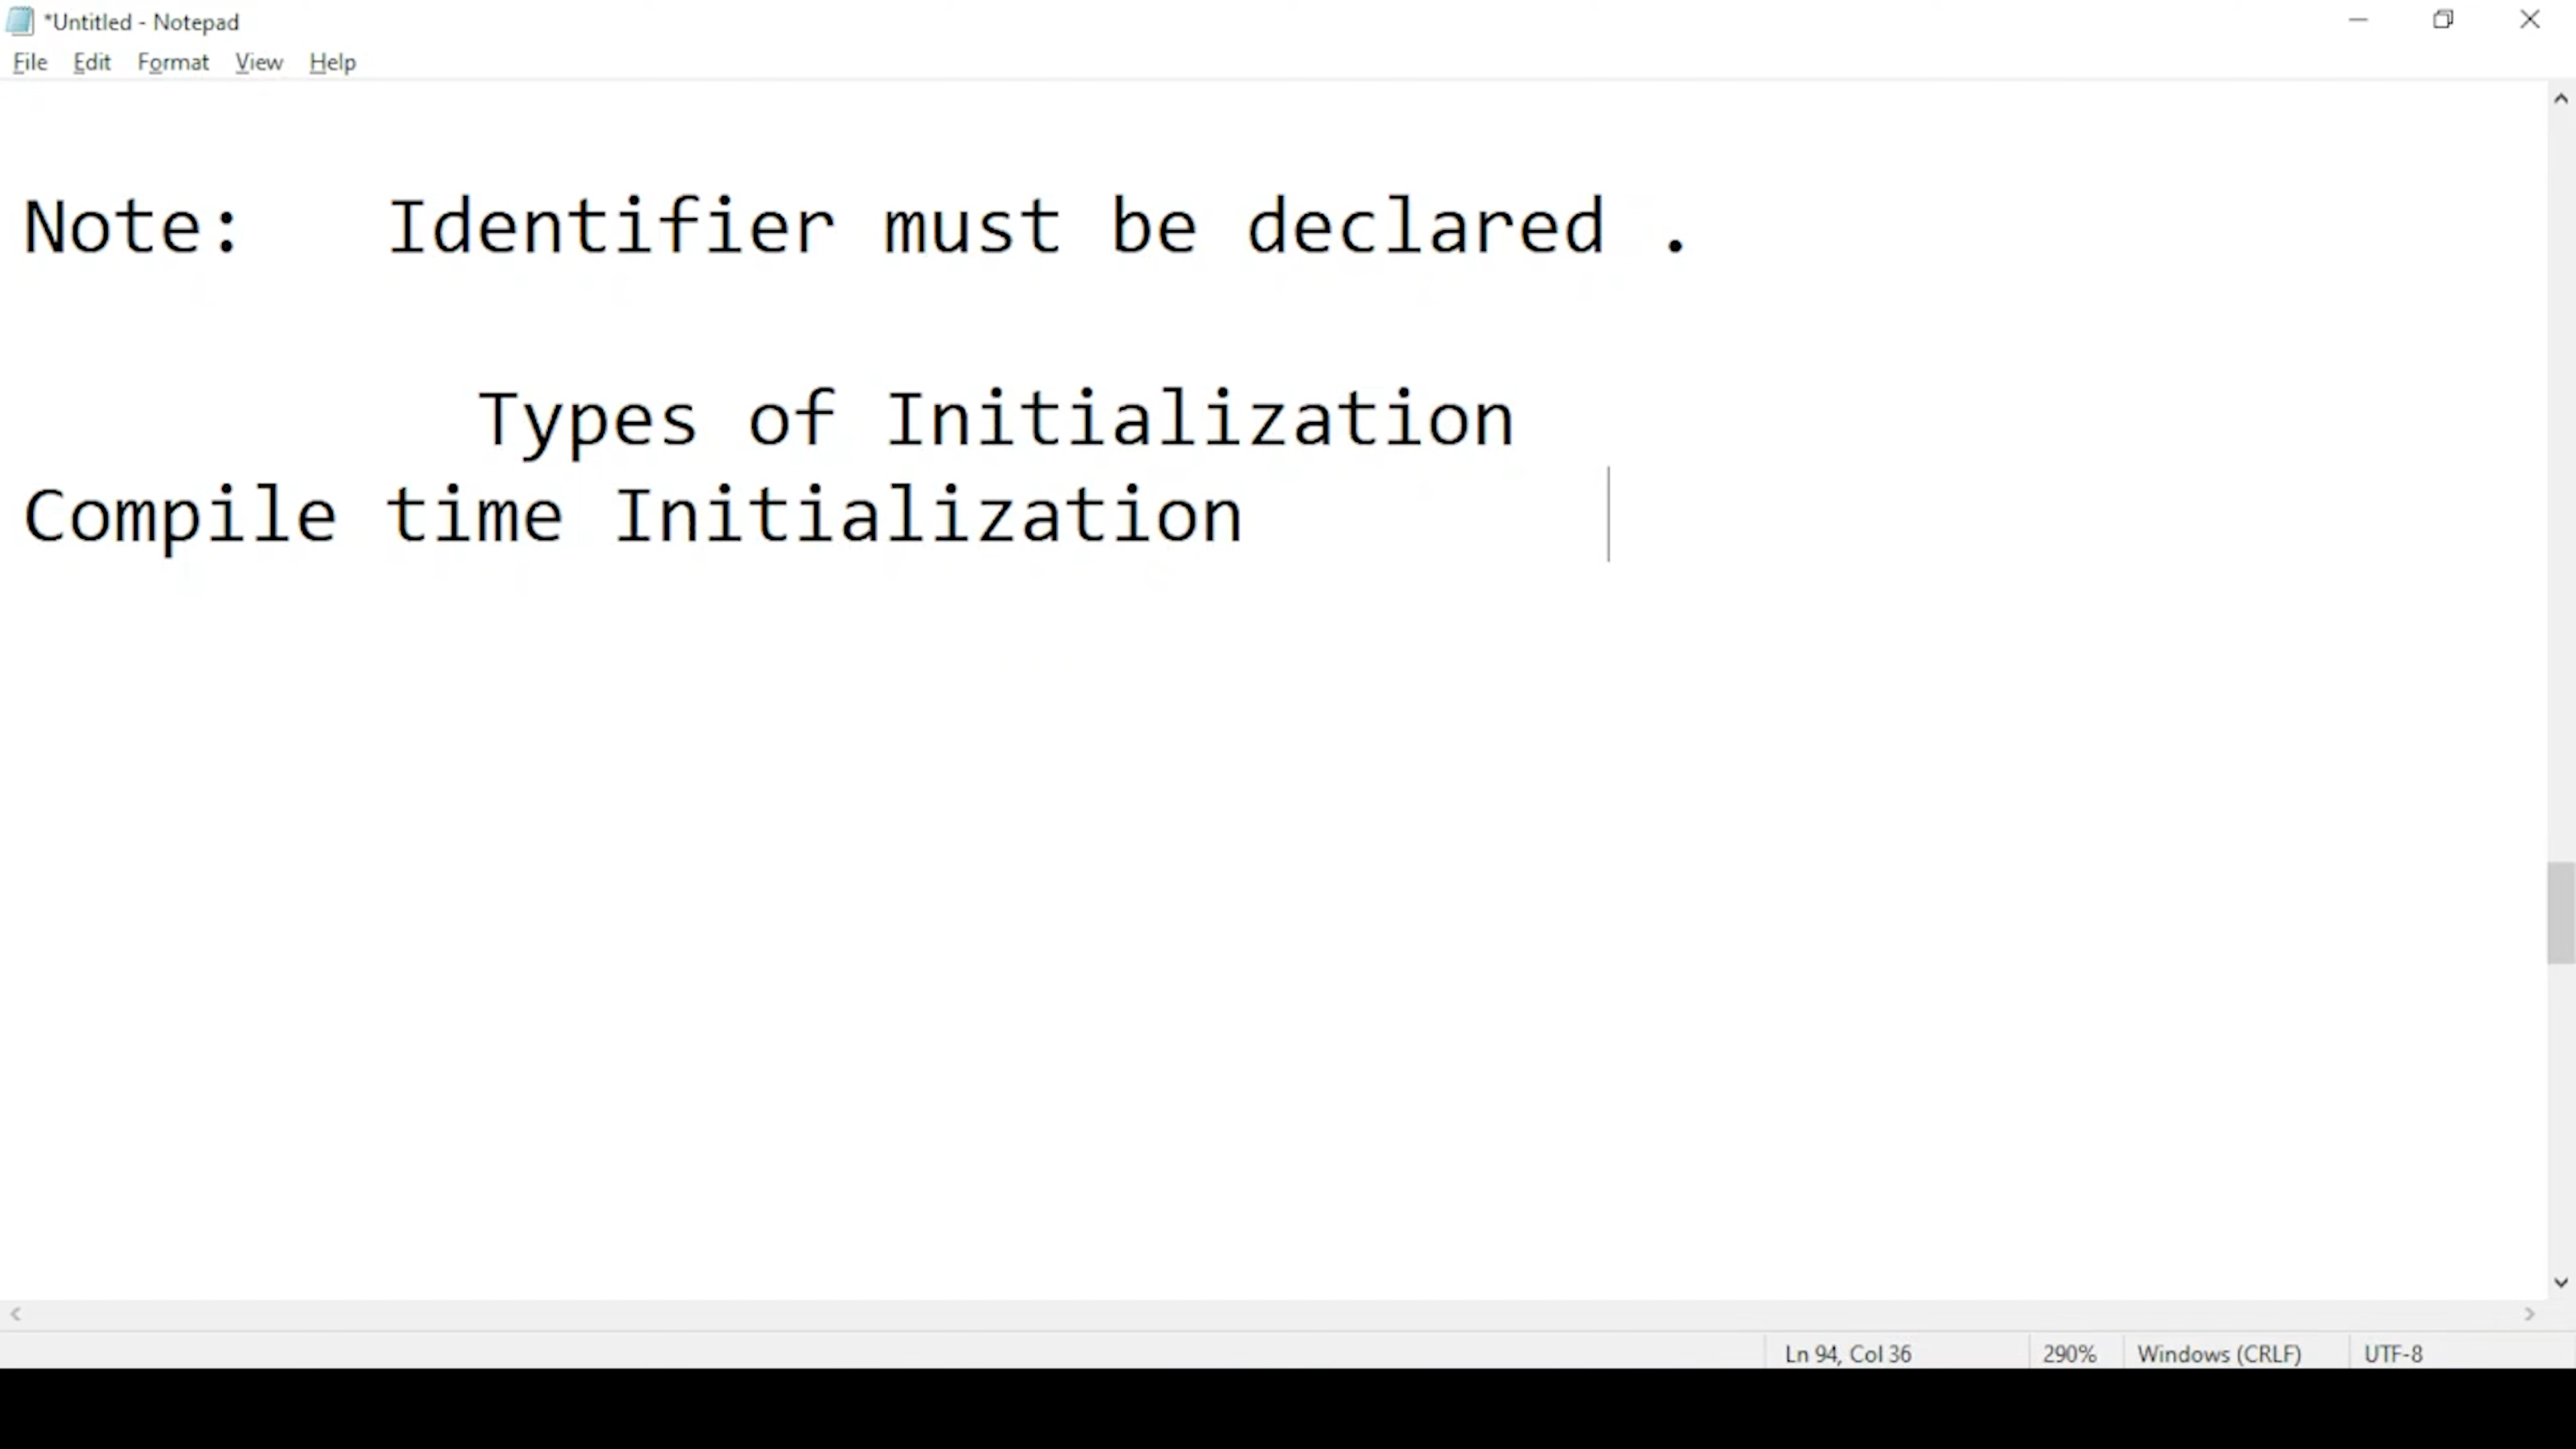 *Untitled - Notepad
File Edit Format View Help
Note: Identifier must be declared .
Types of Initialization
Compile time Initialization
Ln 94, Col 36 290% Windows (CRLF) UTF-8